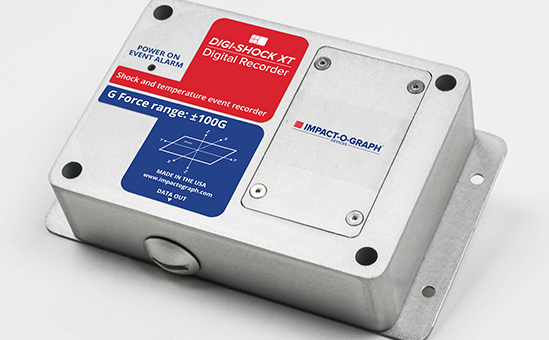 DIGI-SHOCK XT
Digital Recorder
POWER ON
EVENT ALARM
Shock and temperature event recorder
G Force range: ±100G
MADE IN THE USA
www.impactograph.com
DATA OUT
IMPACT-O-GRAPH
DEVICES